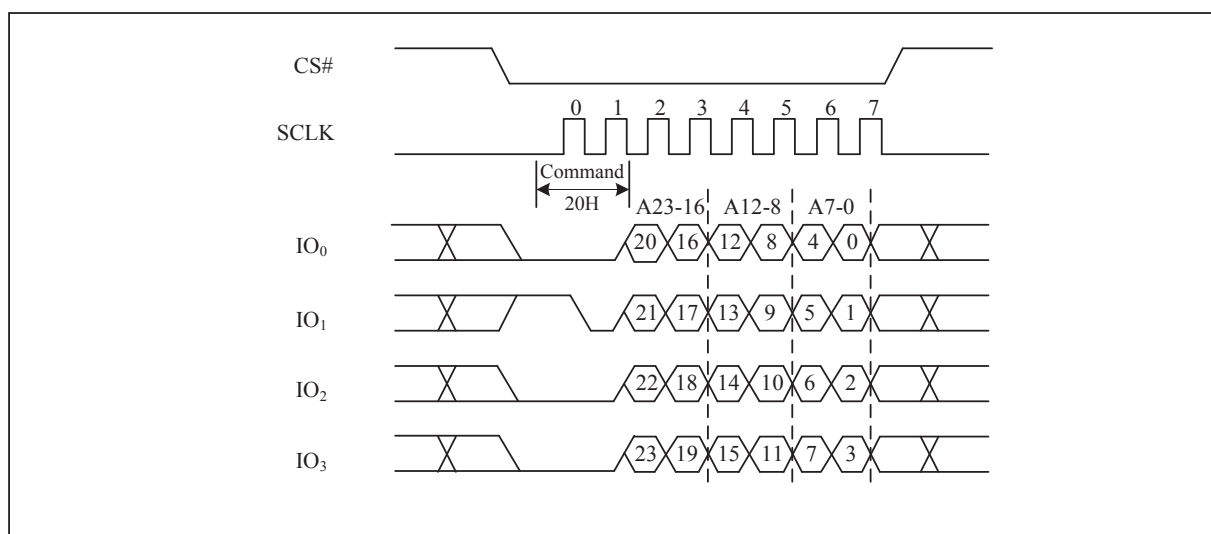 CS#
0 1 2 3 4 5 6 7
SCLK
Command
20H
A23-16 A12-8 A7-0
IO0 20 16 12 8 4 0
IO1 21 17 13 9 5 1
IO2 22 18 14 10 6 2
IO3 23 19 15 11 7 3